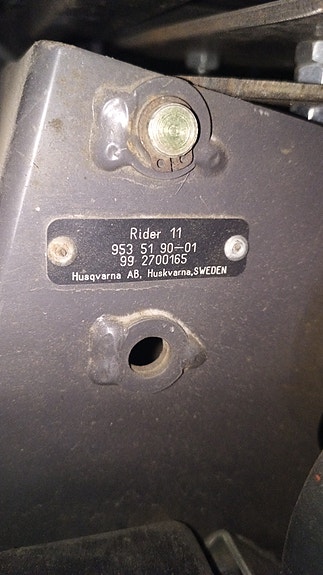 Rider 11
953 51 90-01
99 2700165
Husqvarna AB, Huskvarna,SWEDEN